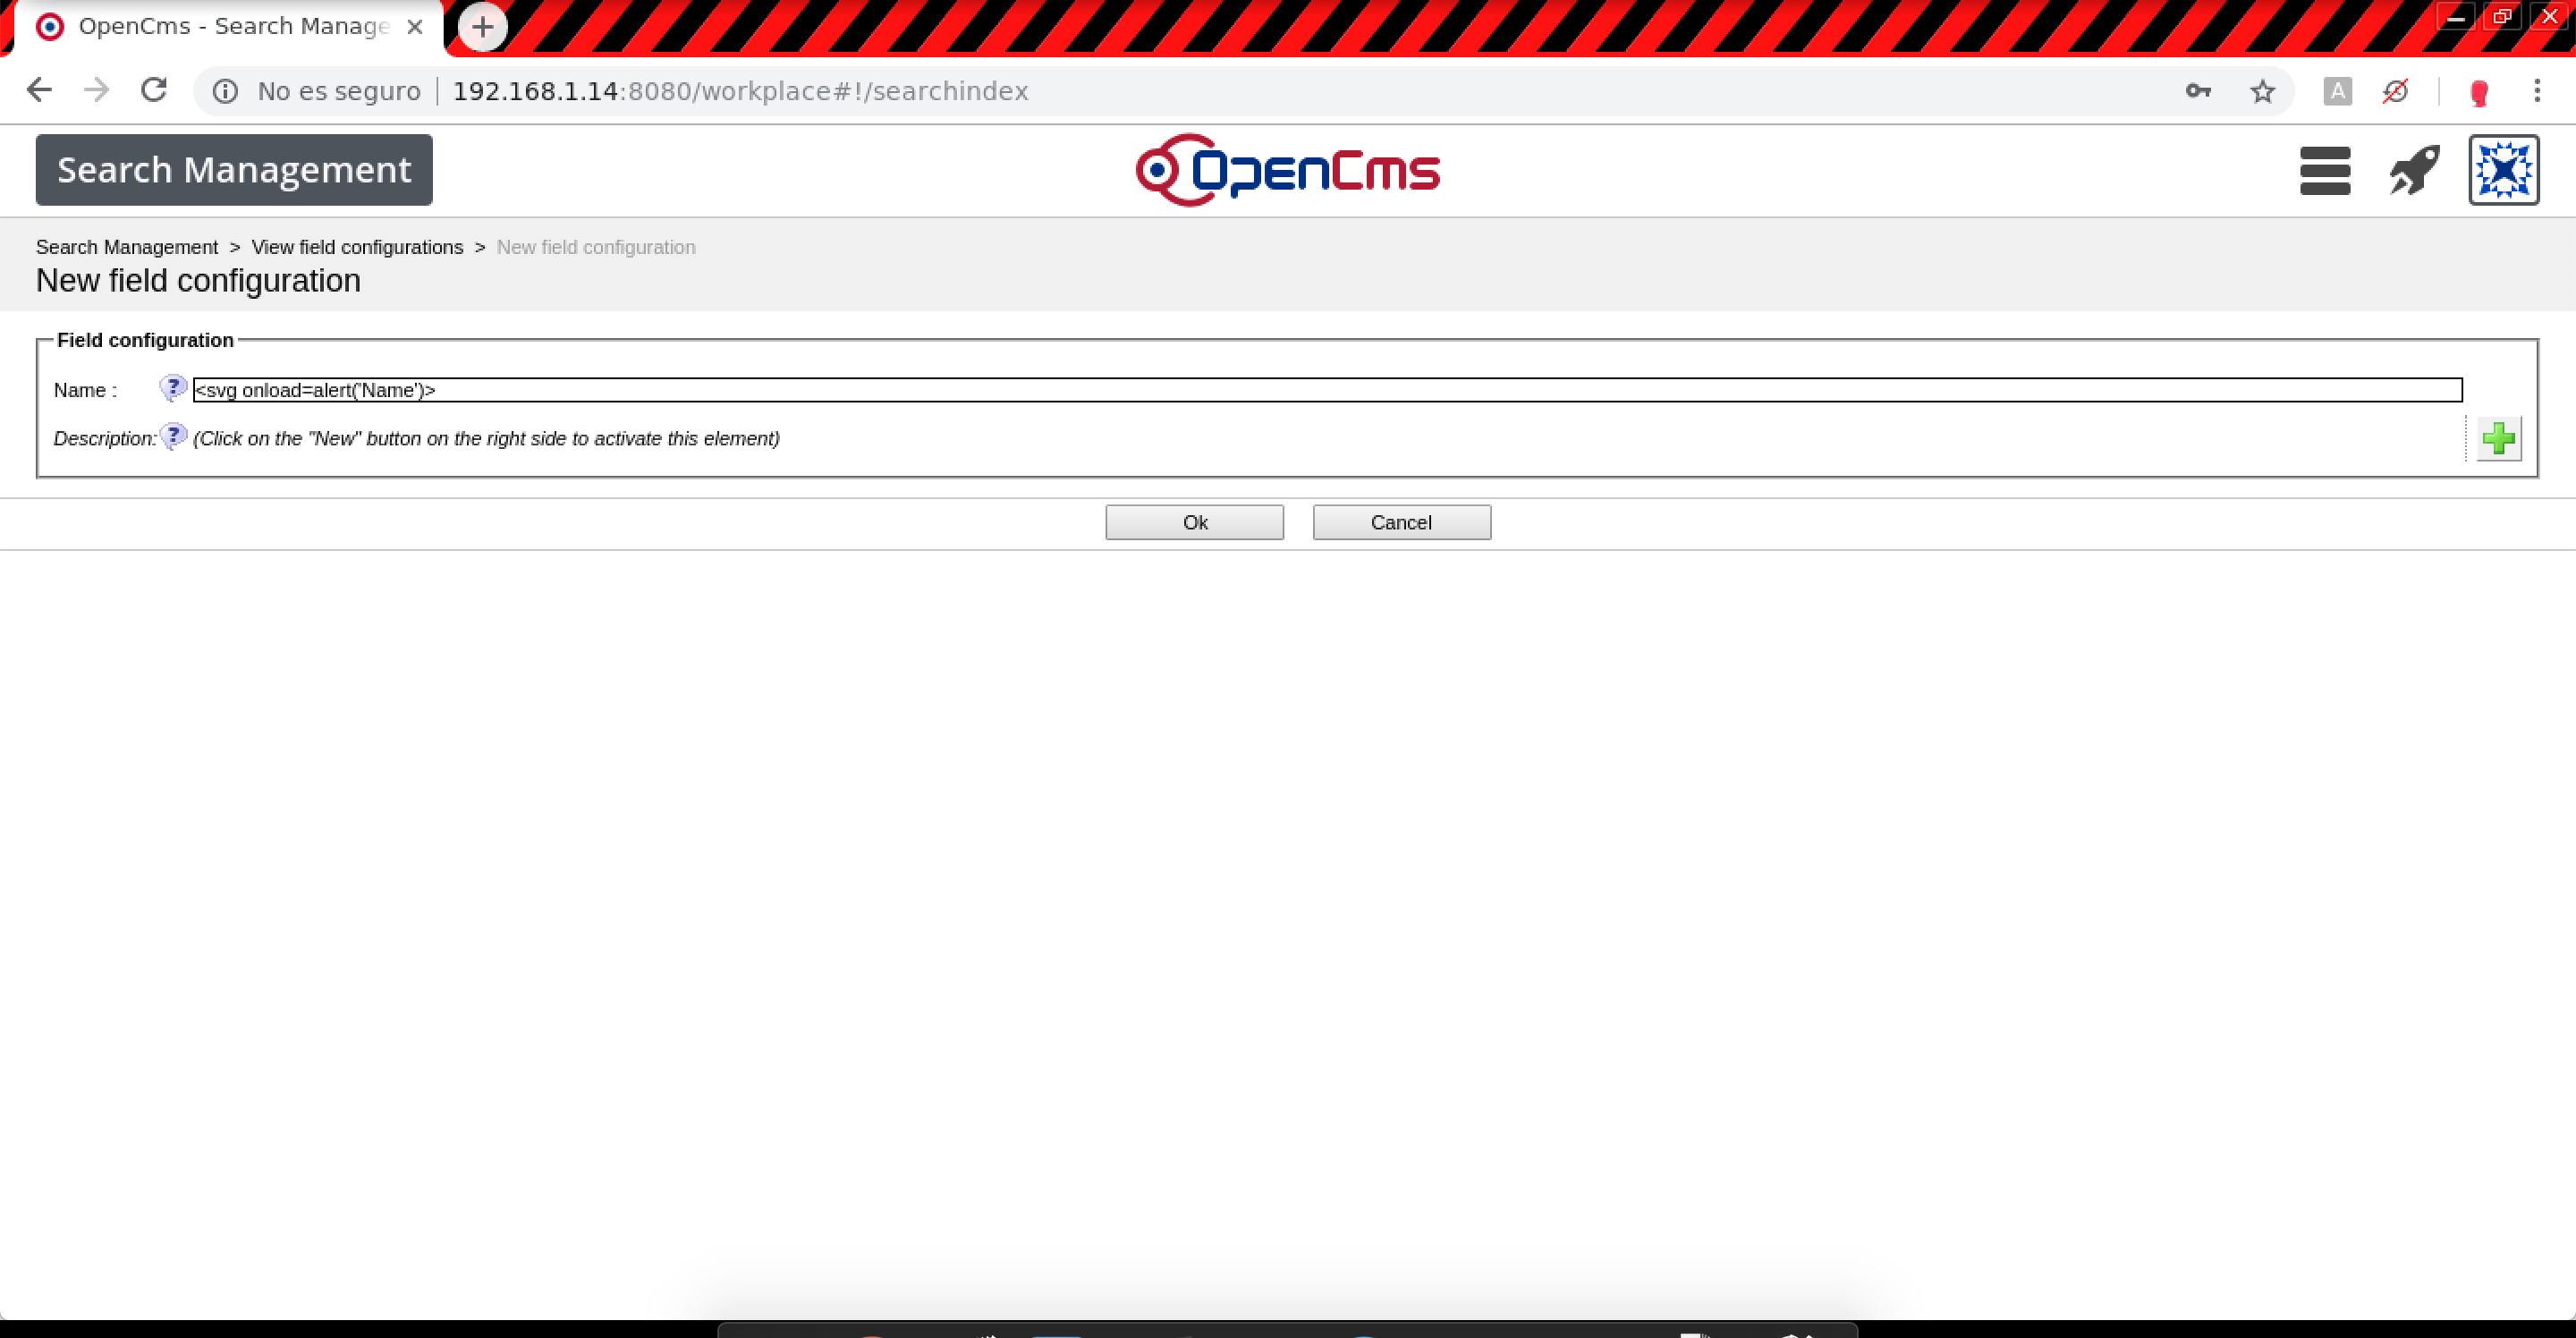 OpenCms - Search Manage
No es seguro 192.168.1.14:8080/workplace#!/searchindex A
Search Management
OpenCms
Search Management > View field configurations > New field configuration
New field configuration
Field configuration
Name : ? <svg onload=alert('Name')>
Description: ? (Click on the "New" button on the right side to activate this element)
Ok Cancel